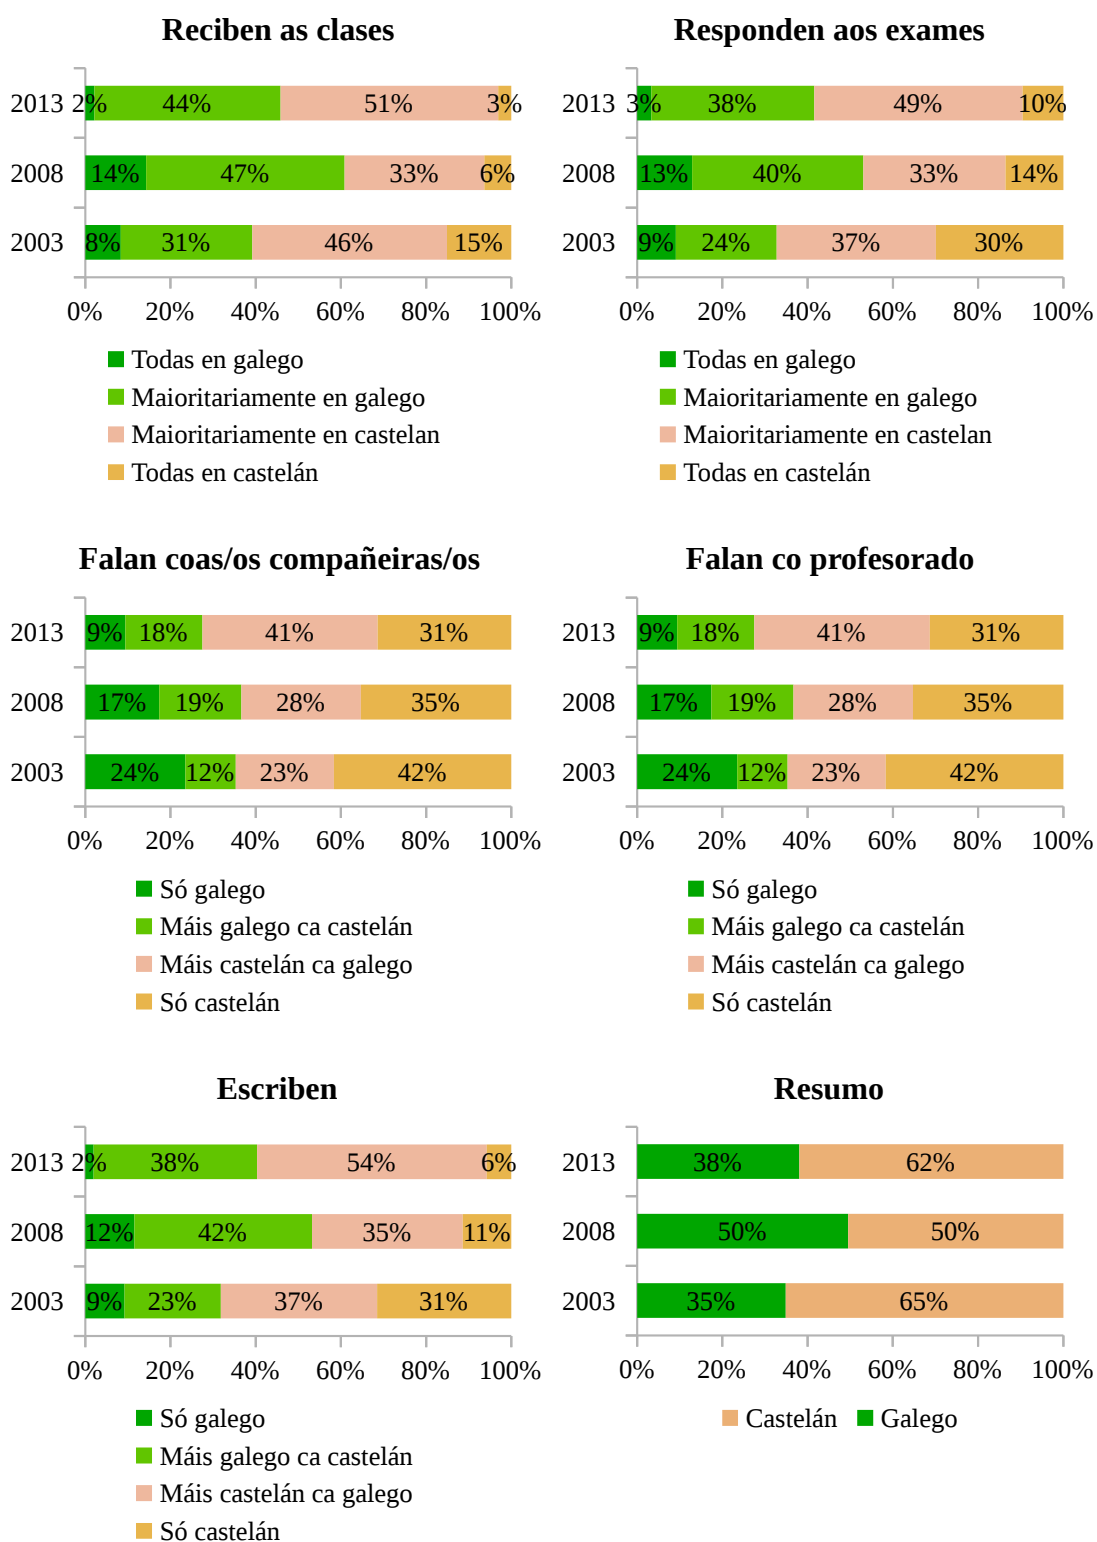 Reciben as clases
2013 2% 44% 51% 3%
2008 14% 47% 33% 6%
2003 8% 31% 46% 15%
0% 20% 40% 60% 80% 100%
Todas en galego
Maioritariamente en galego
Maioritariamente en castelan
Todas en castelán
Responden aos exames
2013 3% 38% 49% 10%
2008 13% 40% 33% 14%
2003 9% 24% 37% 30%
0% 20% 40% 60% 80% 100%
Todas en galego
Maioritariamente en galego
Maioritariamente en castelan
Todas en castelán
Falan coas/os compañeiras/os
2013 9% 18% 41% 31%
2008 17% 19% 28% 35%
2003 24% 12% 23% 42%
0% 20% 40% 60% 80% 100%
Só galego
Máis galego ca castelán
Máis castelán ca galego
Só castelán
Falan co profesorado
2013 9% 18% 41% 31%
2008 17% 19% 28% 35%
2003 24% 12% 23% 42%
0% 20% 40% 60% 80% 100%
Só galego
Máis galego ca castelán
Máis castelán ca galego
Só castelán
Escriben
2013 2% 38% 54% 6%
2008 12% 42% 35% 11%
2003 9% 23% 37% 31%
0% 20% 40% 60% 80% 100%
Só galego
Máis galego ca castelán
Máis castelán ca galego
Só castelán
Resumo
2013 38% 62%
2008 50% 50%
2003 35% 65%
0% 20% 40% 60% 80% 100%
Castelán Galego